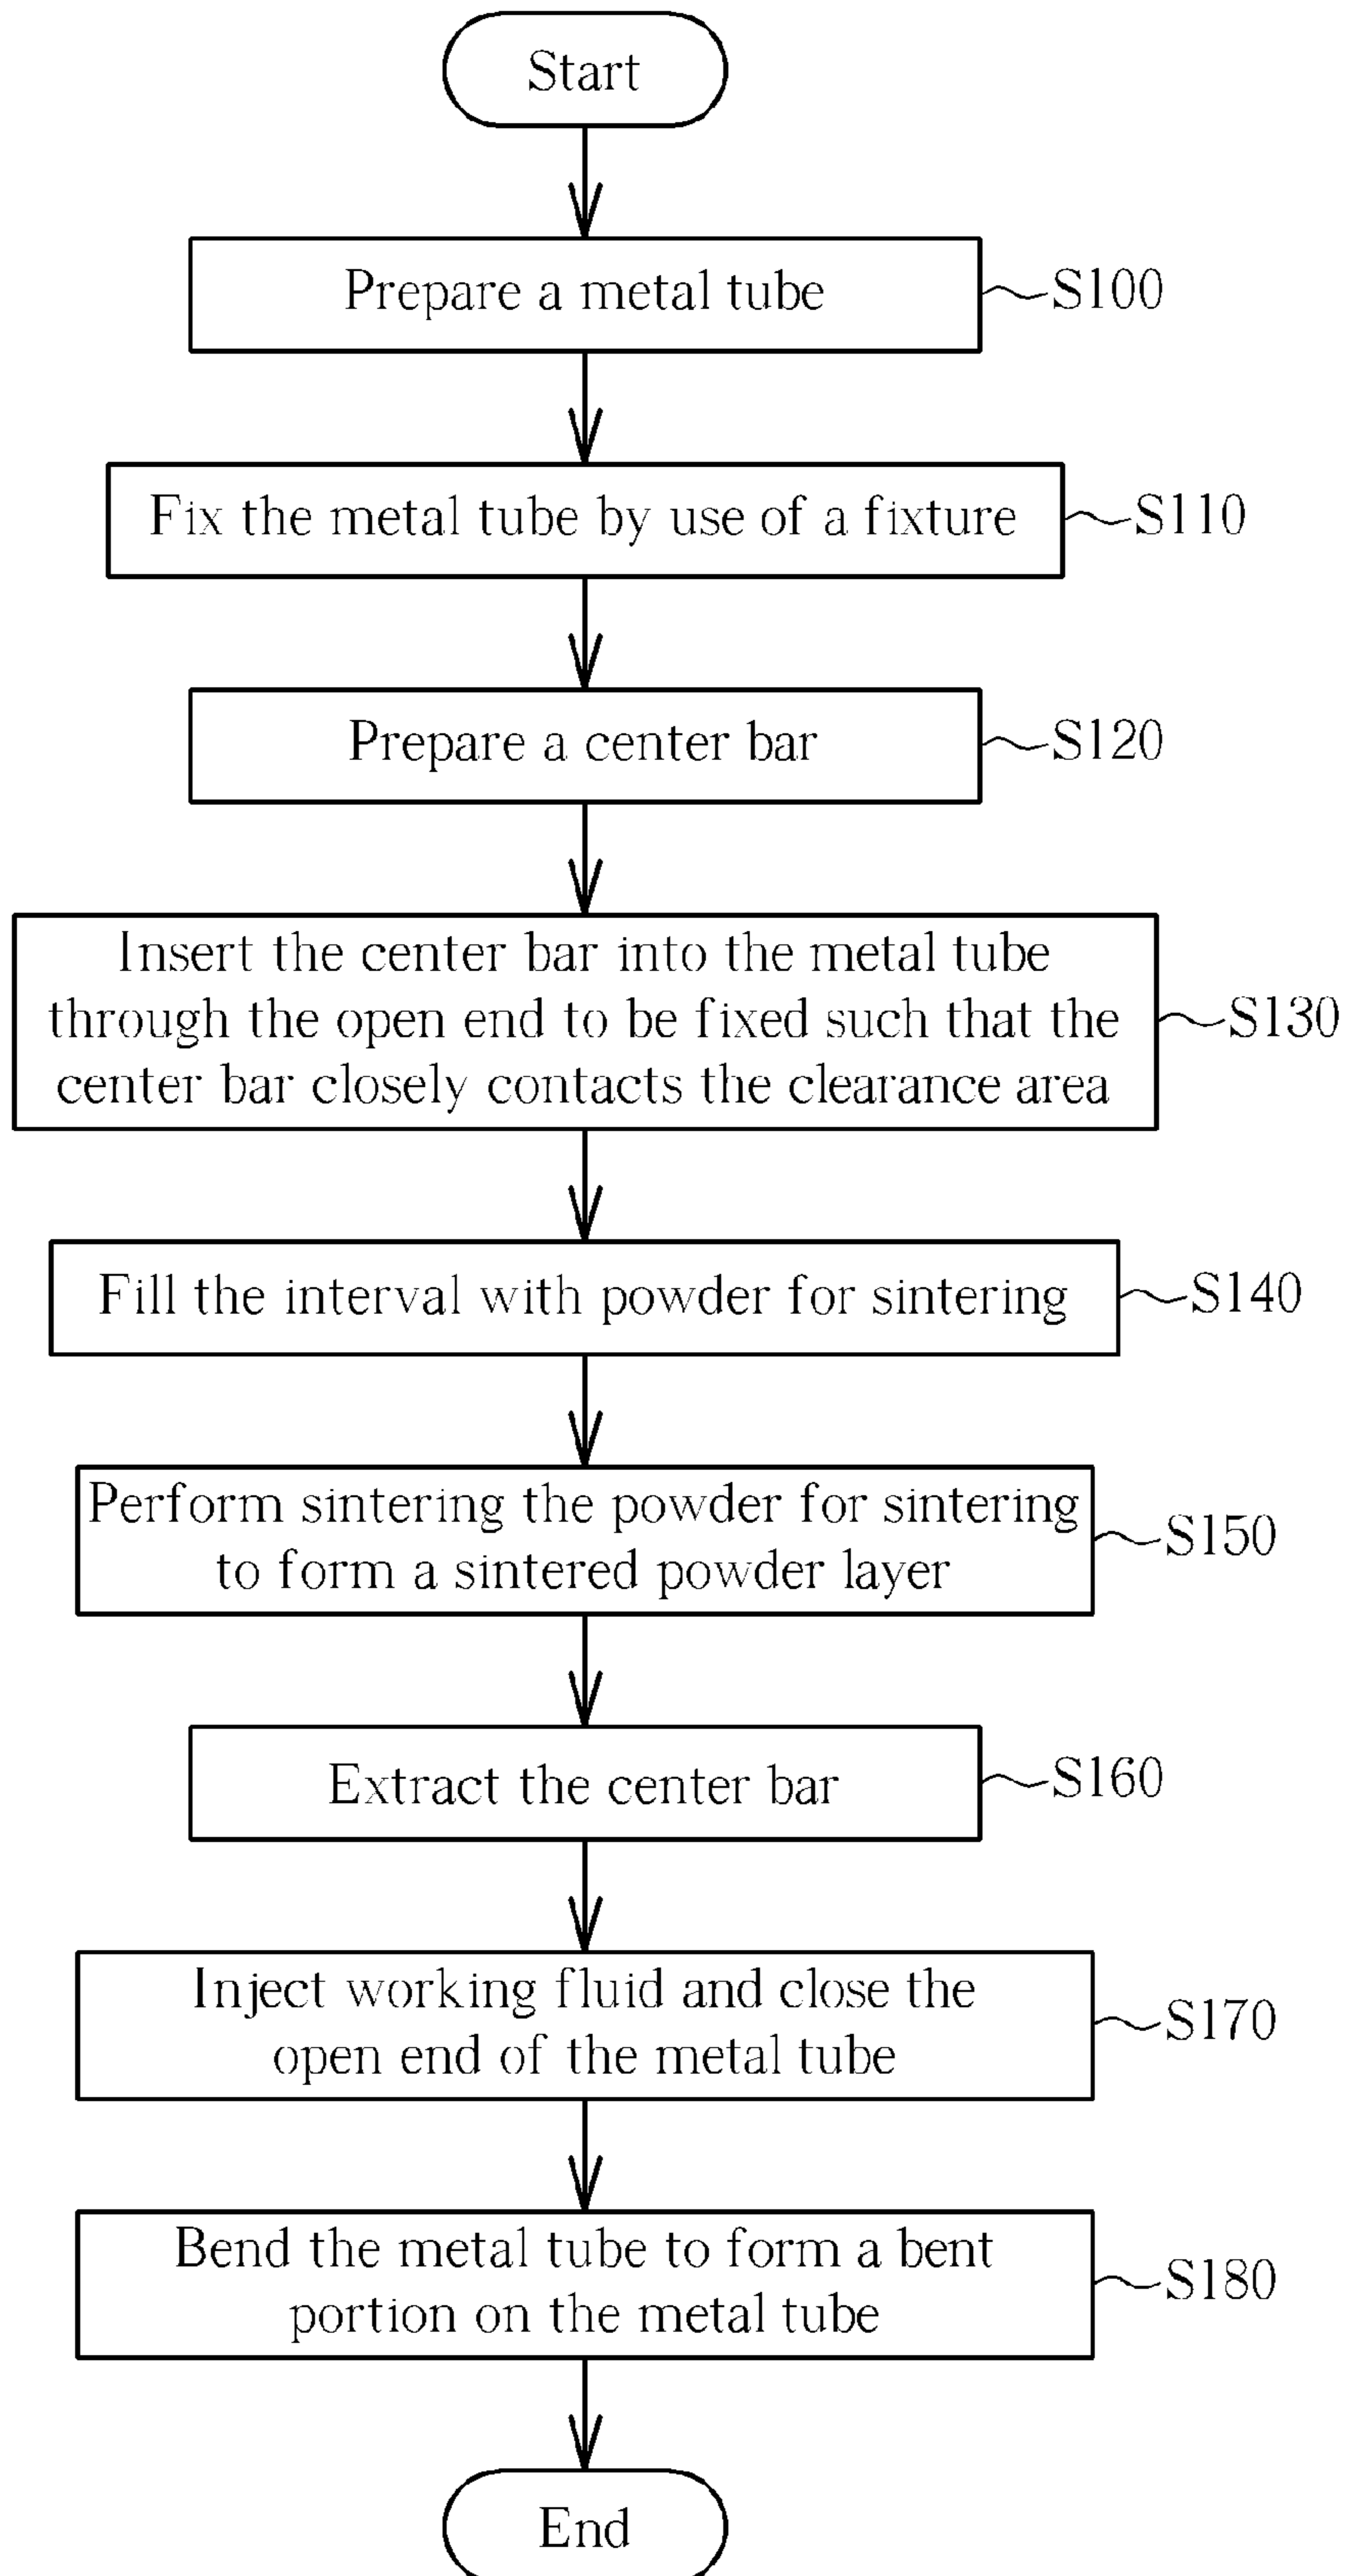 Start
Prepare a metal tube
S100
Fix the metal tube by use of a fixture
S110
Prepare a center bar
S120
Insert the center bar into the metal tube
through the open end to be fixed such that the
center bar closely contacts the clearance area
S130
Fill the interval with powder for sintering
S140
Perform sintering the powder for sintering
to form a sintered powder layer
S150
Extract the center bar
S160
Inject working fluid and close the
open end of the metal tube
S170
Bend the metal tube to form a bent
portion on the metal tube
S180
End